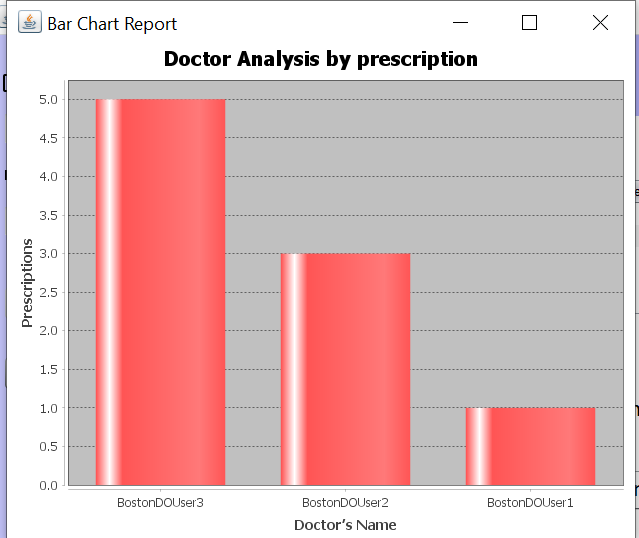 Bar Chart Report
Doctor Analysis by prescription
5.0
4.5
4.0
3.5
3.0
2.5
2.0
1.5
1.0
0.5
0.0
Prescriptions
BostonDOUser3 BostonDOUser2 BostonDOUser1
Doctor's Name